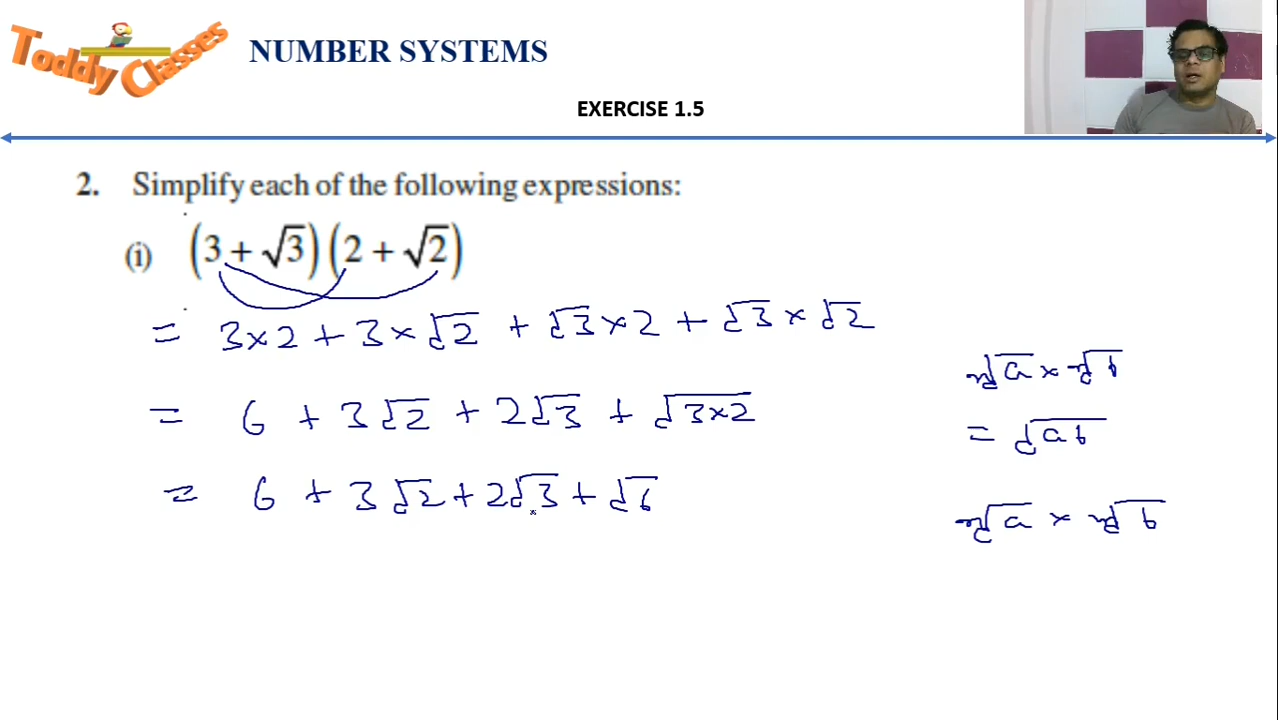 Toddy Classes
NUMBER SYSTEMS
EXERCISE 1.5
2. Simplify each of the following expressions:
(i) (3 + √3) (2 + √2)
= 3×2 + 3×√2 + √3×2 + √3×√2
ⁿ√a × ⁿ√b
= 6 + 3√2 + 2√3 + √3×2
= √ab
= 6 + 3√2 + 2√3 + √6